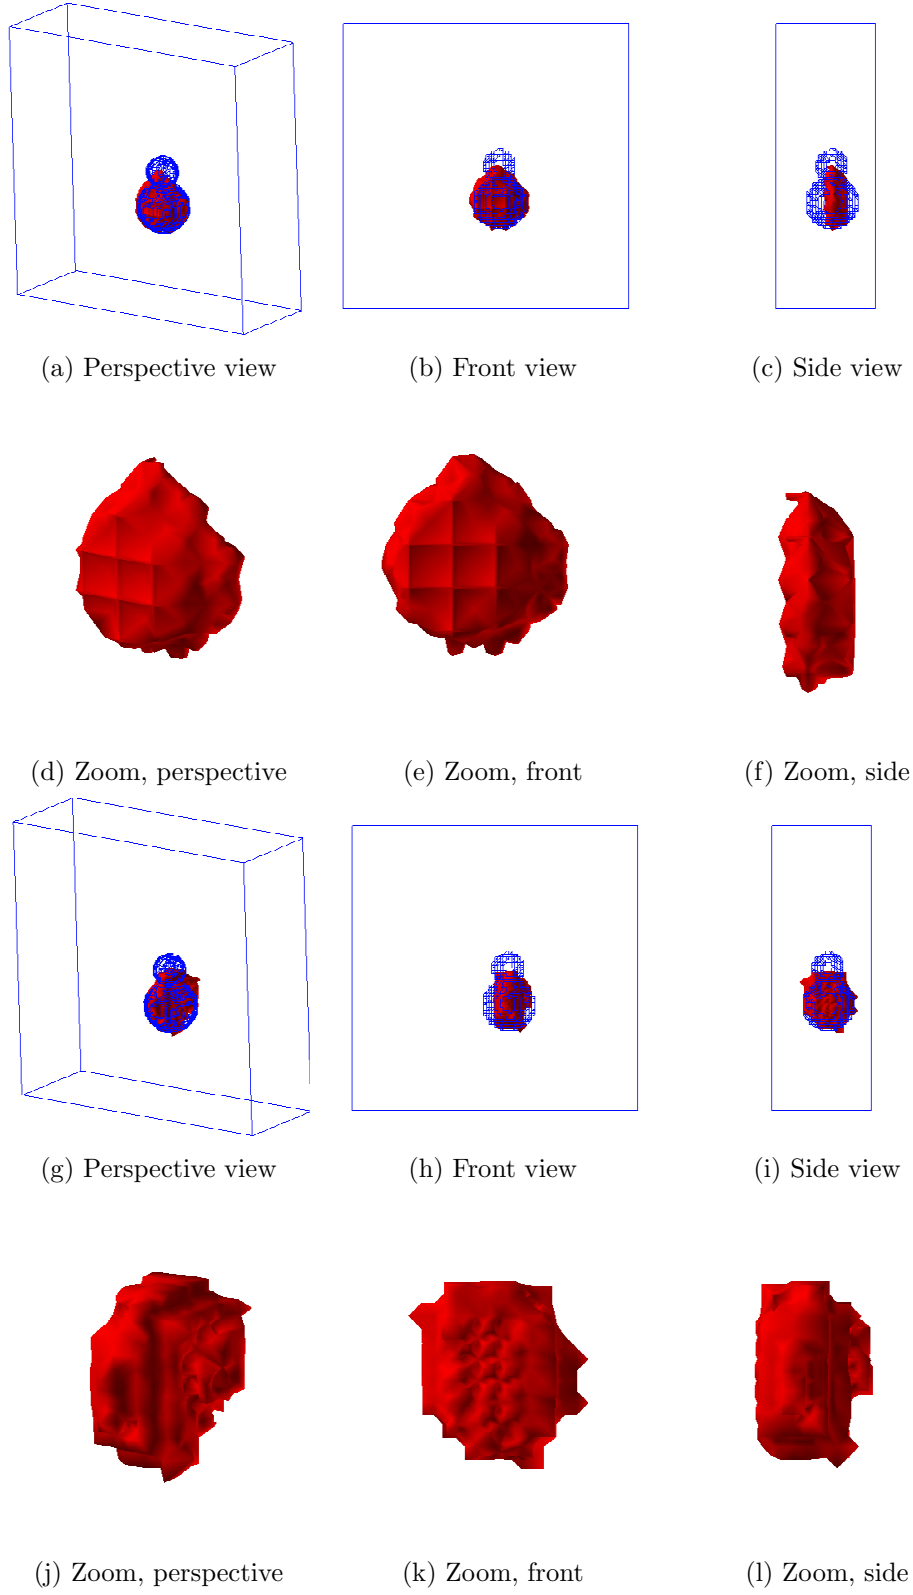 (a) Perspective view
(b) Front view
(c) Side view
(d) Zoom, perspective
(e) Zoom, front
(f) Zoom, side
(g) Perspective view
(h) Front view
(i) Side view
(j) Zoom, perspective
(k) Zoom, front
(l) Zoom, side